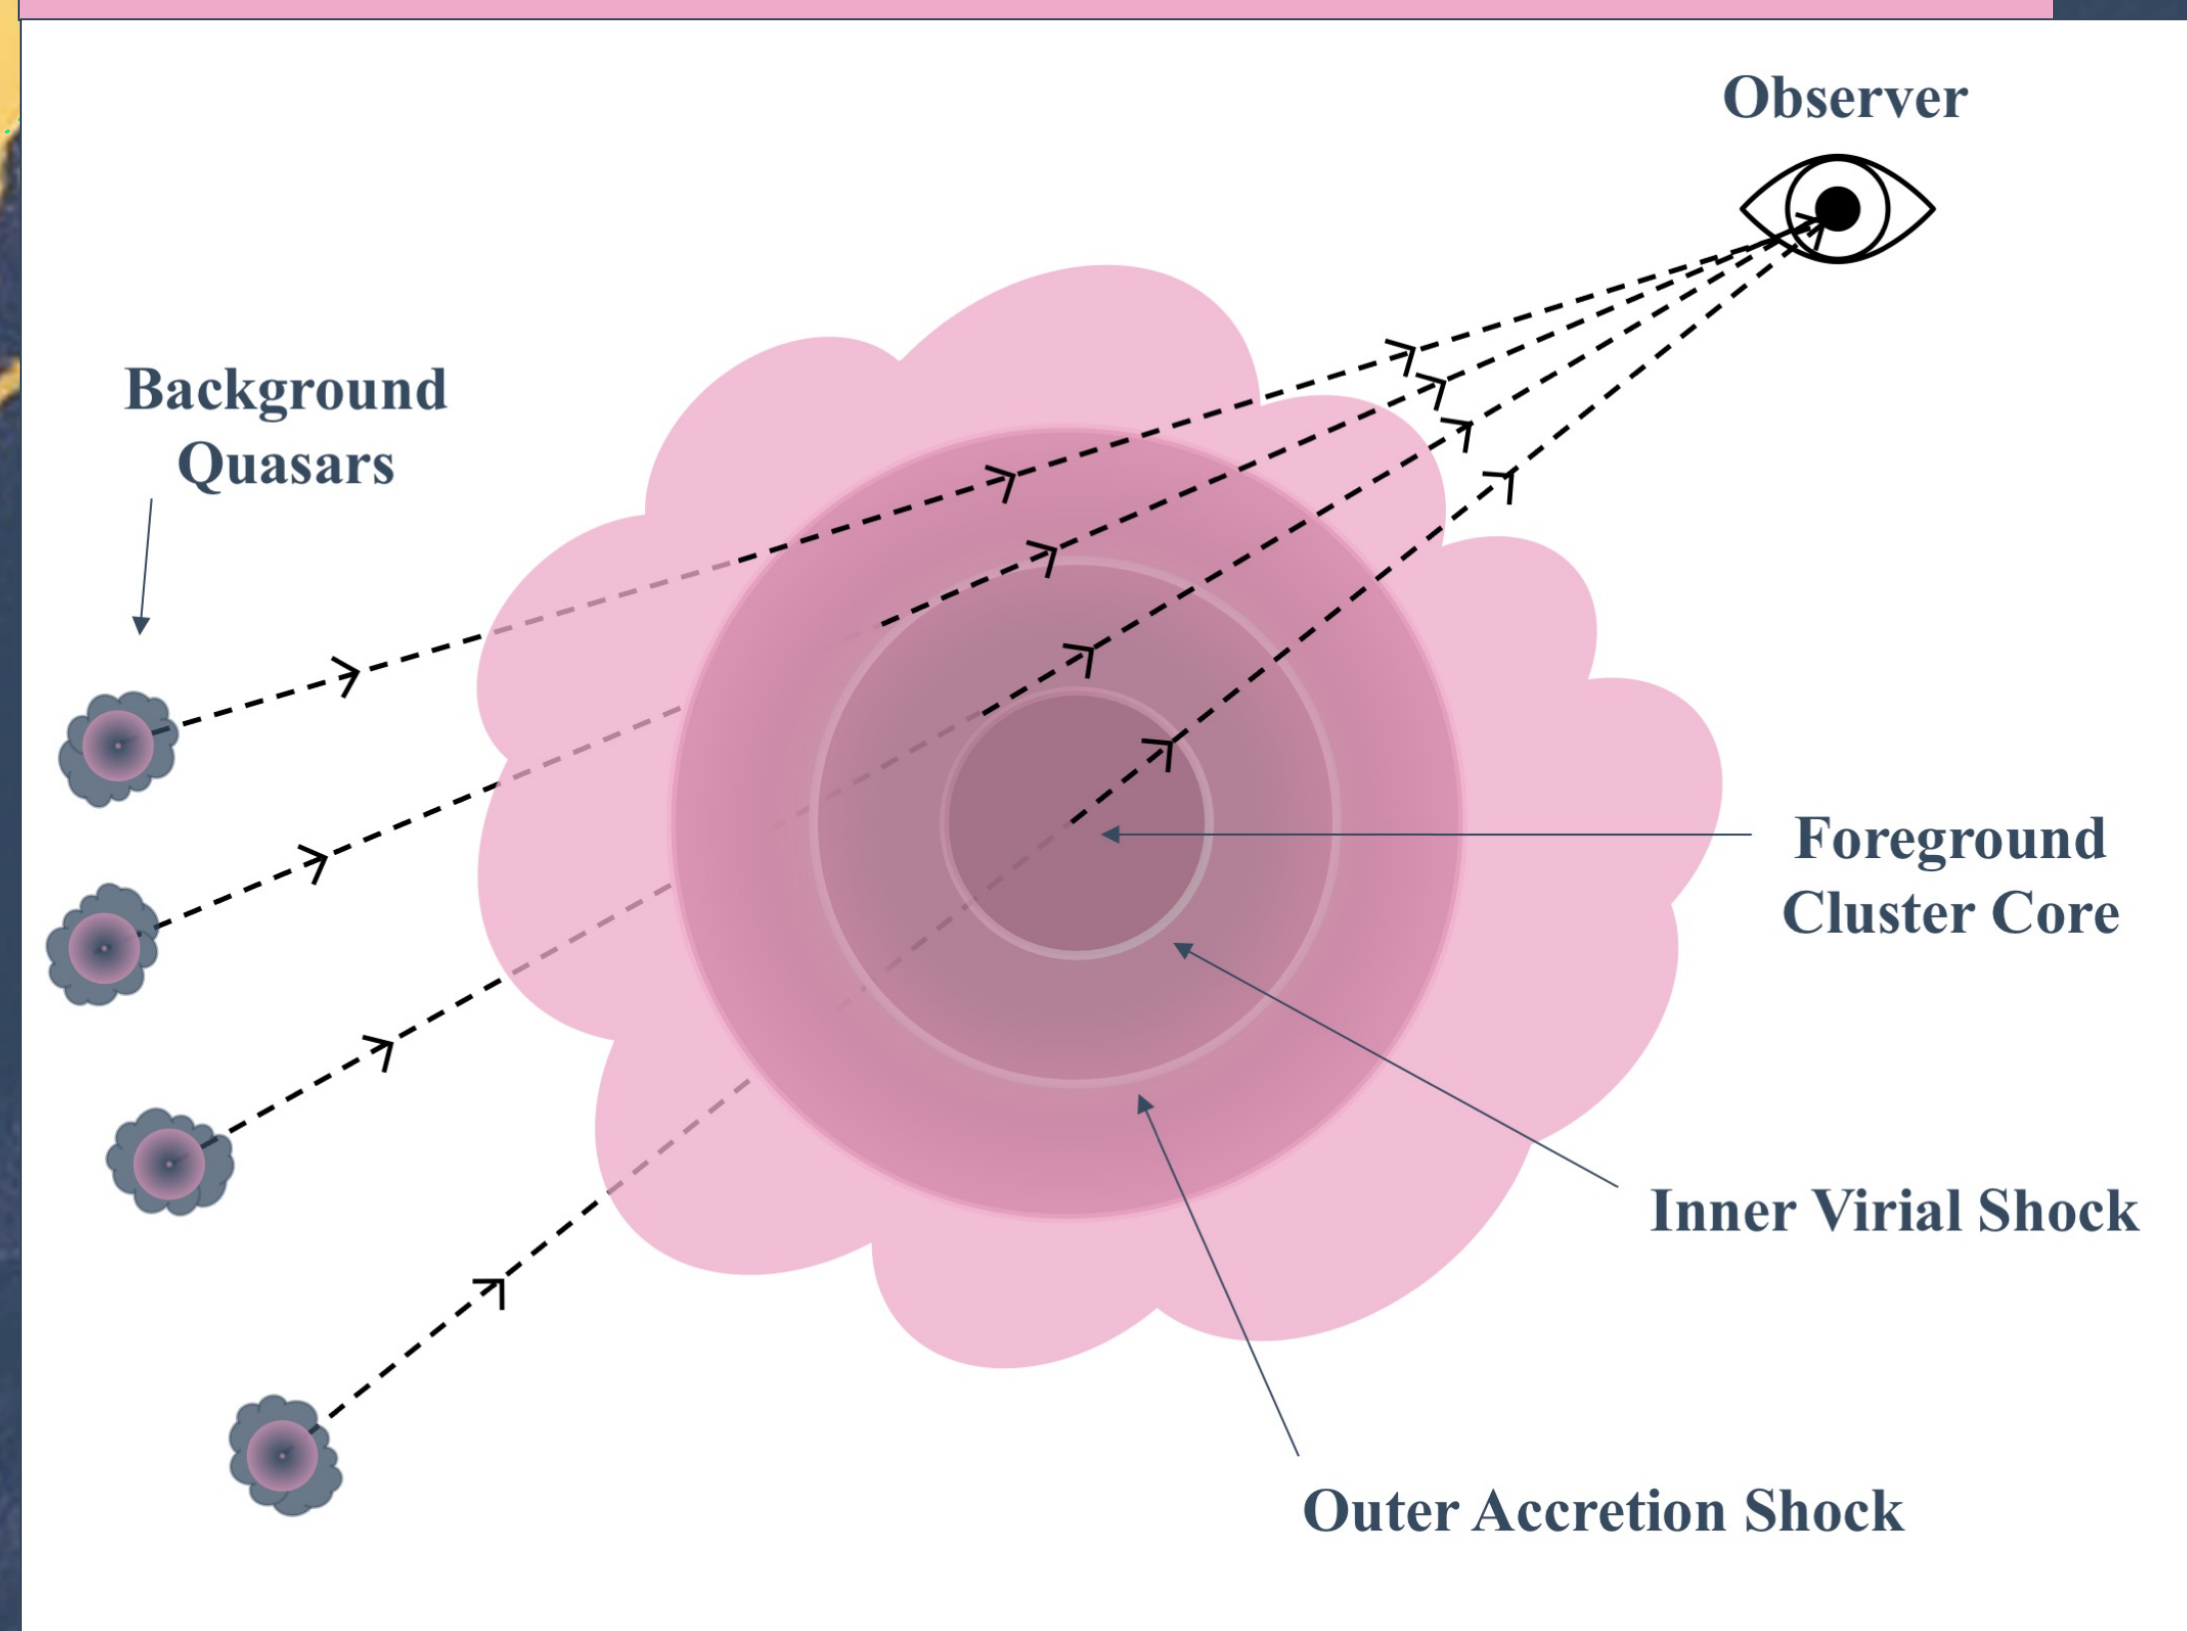 Observer
Background
Quasars
Foreground
Cluster Core
Inner Virial Shock
Outer Accretion Shock